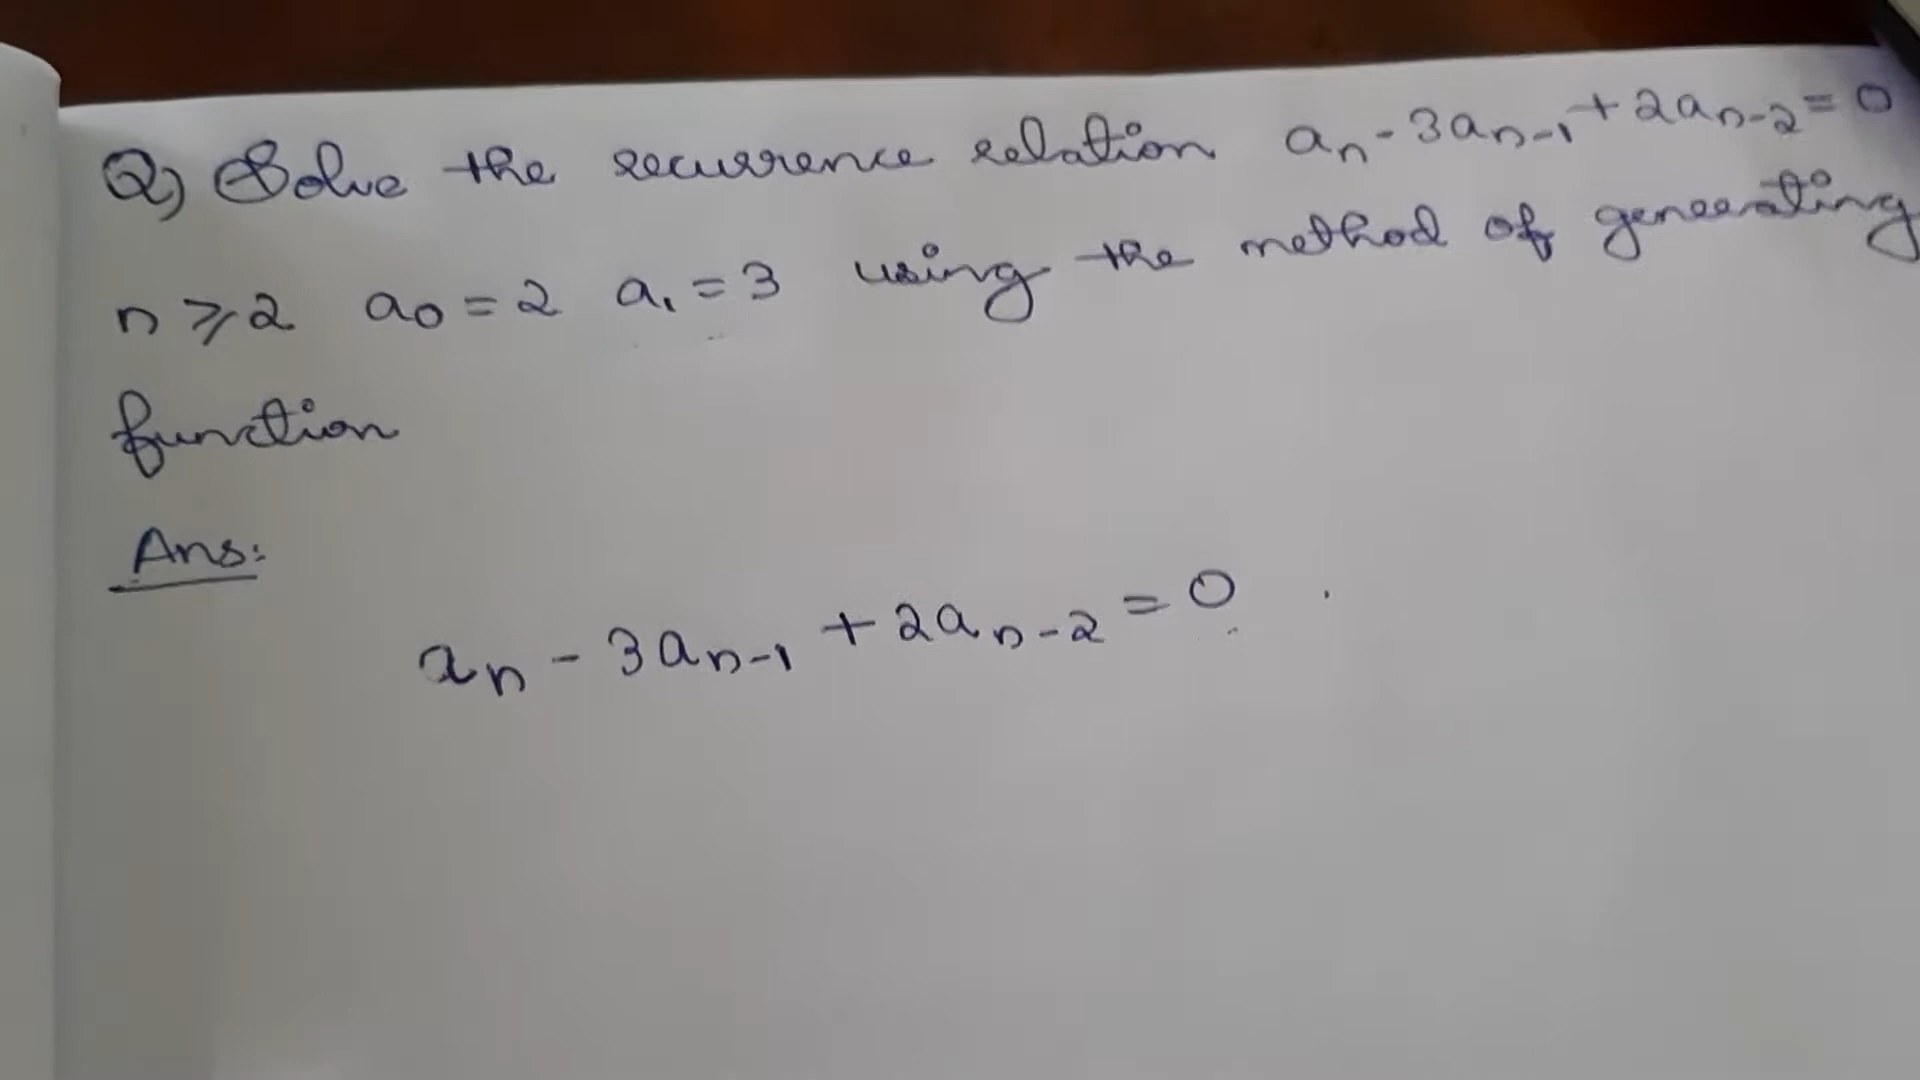 Q) Solve the recurrence relation aₙ - 3aₙ₋₁ + 2aₙ₋₂ = 0
n ≥ 2 a₀ = 2 a₁ = 3 using the method of generating
function
Ans:
aₙ - 3aₙ₋₁ + 2aₙ₋₂ = 0